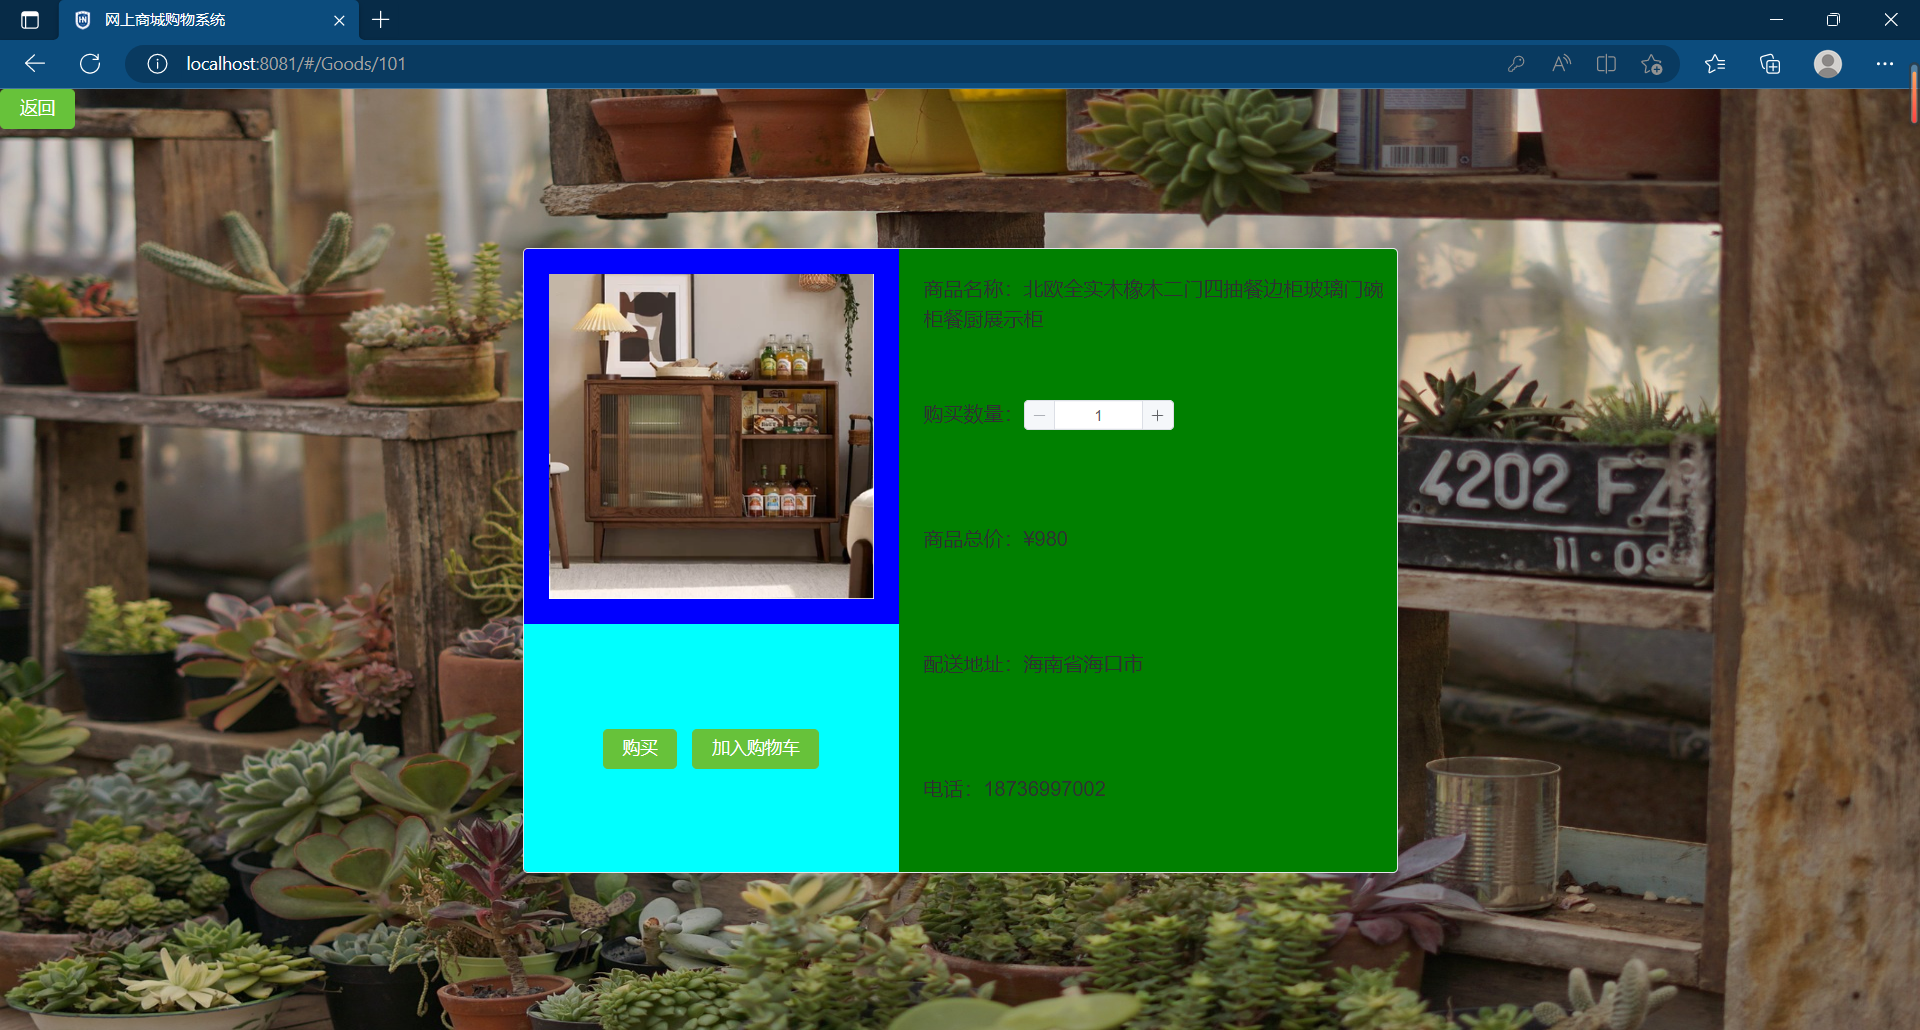 网上商城购物系统
localhost:8081/#/Goods/101
返回
商品名称：北欧全实木橡木二门四抽餐边柜玻璃门碗
柜餐厨展示柜
购买数量：
1
商品总价：¥980
配送地址：海南省海口市
电话：18736997002
购买
加入购物车
4202 FZ
11·09